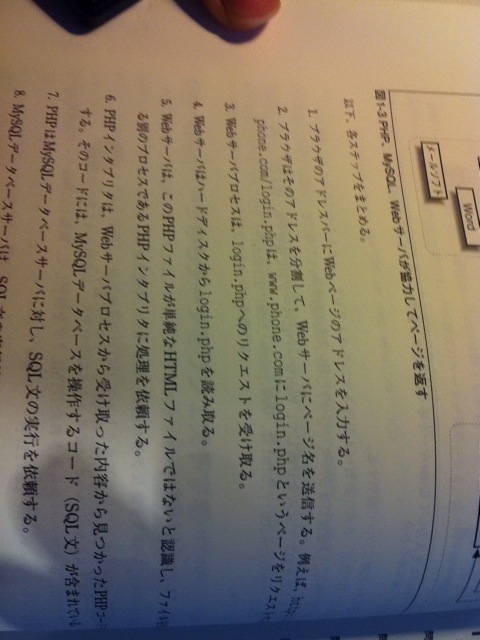 Word
メールソフト
図1-3 PHP、MySQL、Webサーバが協力してページを返す
以下、各ステップをまとめる。
1. ブラウザのアドレスバーにWebページのアドレスを入力する。
2. ブラウザはそのアドレスを分割して、Webサーバにページ名を送信する。例えば、http:
phone.com/login.phpは、www.phone.comにlogin.phpというページをリクエスト
3. Webサーバプロセスは、login.phpへのリクエストを受け取る。
4. Webサーバはハードディスクからlogin.phpを読み取る。
5. Webサーバは、このPHPファイルが単純なHTMLファイルではないと認識し、ファイル
る別のプロセスであるPHPインタプリタに処理を依頼する。
6. PHPインタプリタは、Webサーバプロセスから受け取った内容から見つかったPHPコー
する。そのコードには、MySQLデータベースを操作するコード（SQL文）が含まれてい
7. PHPはMySQLデータベースサーバに対し、SQL文の実行を依頼する。
8. MySQLデータベースサーバは、SQL文の